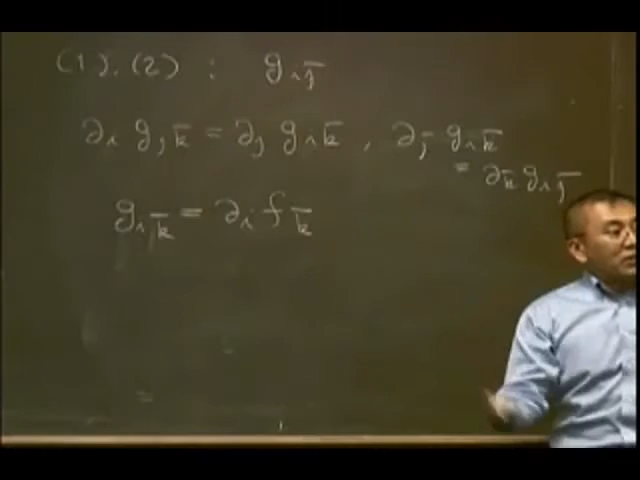 (1), (2) : g_{i\bar{j}}
∂_i g_{j\bar{k}} = ∂_j g_{i\bar{k}} , ∂_{\bar{j}} g_{i\bar{k}}
= ∂_{\bar{k}} g_{i\bar{j}}
g_{i\bar{k}} = ∂_i f_{\bar{k}}